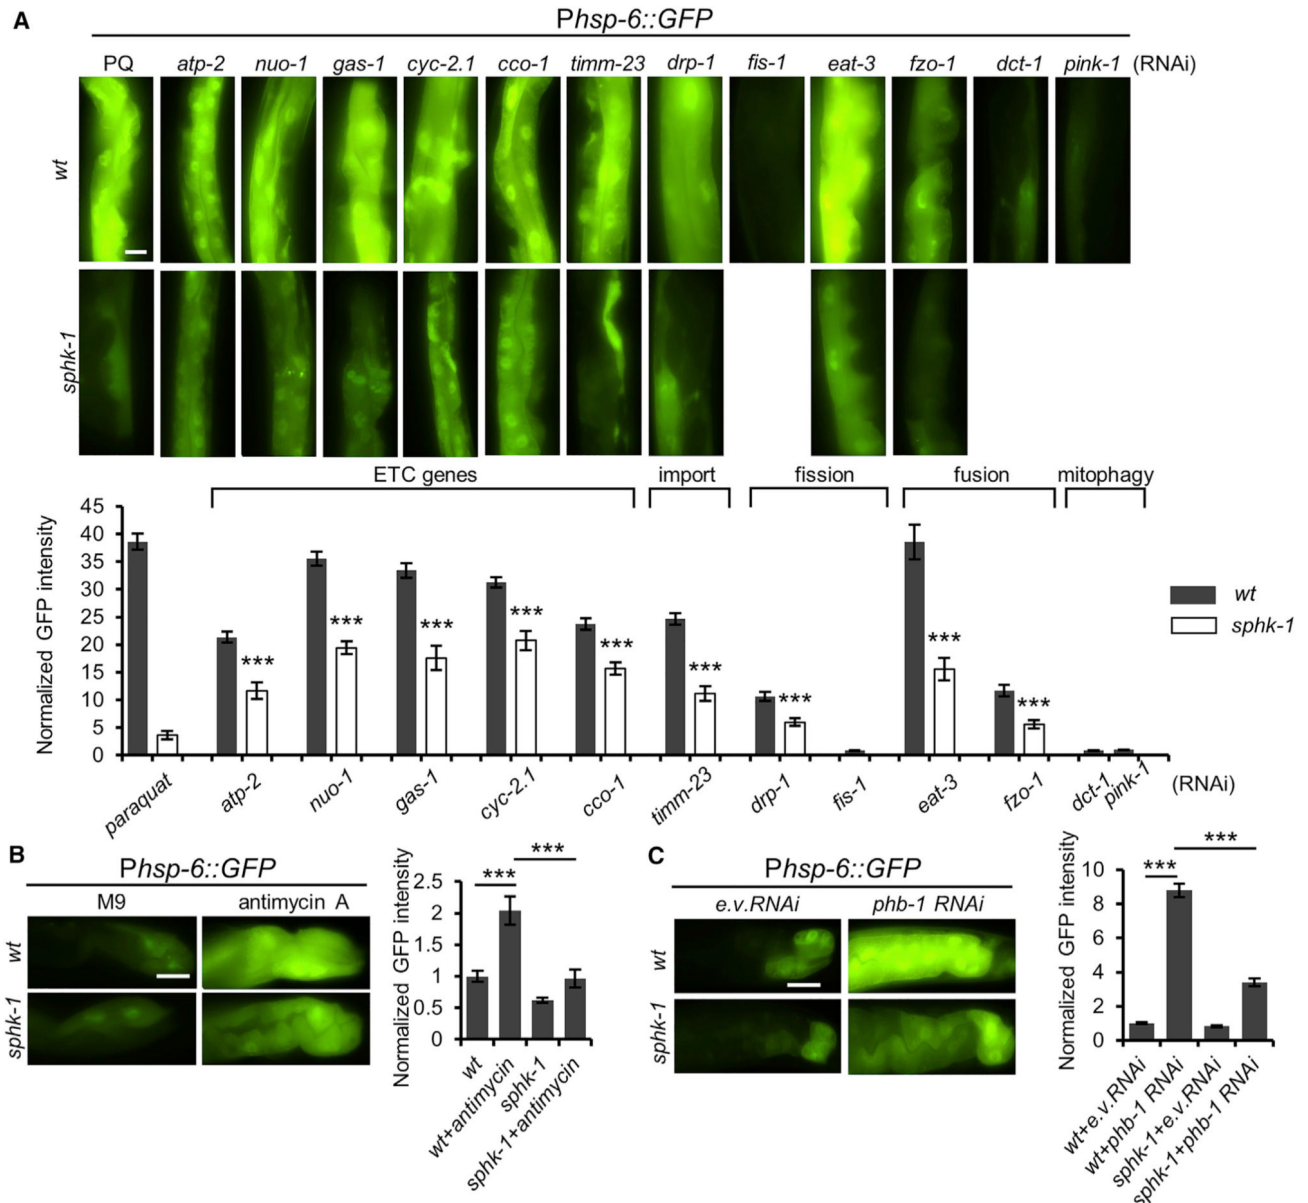 A
Phsp-6::GFP
PQ atp-2 nuo-1 gas-1 cyc-2.1 cco-1 timm-23 drp-1 fis-1 eat-3 fzo-1 dct-1 pink-1 (RNAi)
wt
sphk-1
ETC genes import fission fusion mitophagy
Normalized GFP intensity
45
40
35
30
25
20
15
10
5
0
*** *** *** *** *** *** *** *** ***
wt
sphk-1
paraquat atp-2 nuo-1 gas-1 cyc-2.1 cco-1 timm-23 drp-1 fis-1 eat-3 fzo-1 dct-1 pink-1 (RNAi)
B
Phsp-6::GFP
M9 antimycin A
wt
sphk-1
Normalized GFP intensity
2.5
2
1.5
1
0.5
0
***
***
wt
wt+antimycin
sphk-1
sphk-1+antimycin
C
Phsp-6::GFP
e.v.RNAi phb-1 RNAi
wt
sphk-1
Normalized GFP intensity
10
8
6
4
2
0
***
***
wt+e.v.RNAi
wt+phb-1 RNAi
sphk-1+e.v.RNAi
sphk-1+phb-1 RNAi